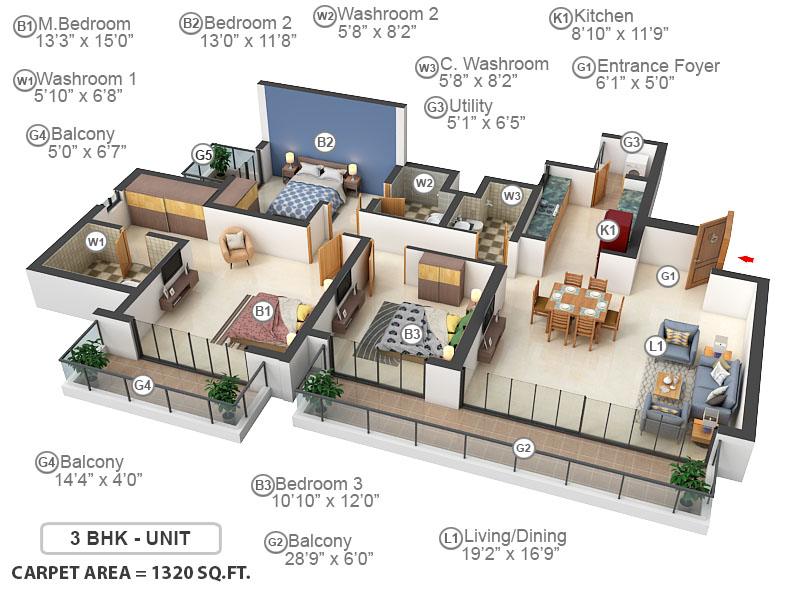 B1 M.Bedroom
13'3" x 15'0"
B2 Bedroom 2
13'0" x 11'8"
W2 Washroom 2
5'8" x 8'2"
K1 Kitchen
8'10" x 11'9"
W1 Washroom 1
5'10" x 6'8"
W3 C. Washroom
5'8" x 8'2"
G1 Entrance Foyer
6'1" x 5'0"
G3 Utility
5'1" x 6'5"
G4 Balcony
5'0" x 6'7"
G5
B2
G3
W2
W3
W1
K1
G1
B1
B3
L1
G4
G2
G4 Balcony
14'4" x 4'0"
B3 Bedroom 3
10'10" x 12'0"
G2 Balcony
28'9" x 6'0"
L1 Living/Dining
19'2" x 16'9"
3 BHK - UNIT
CARPET AREA = 1320 SQ.FT.